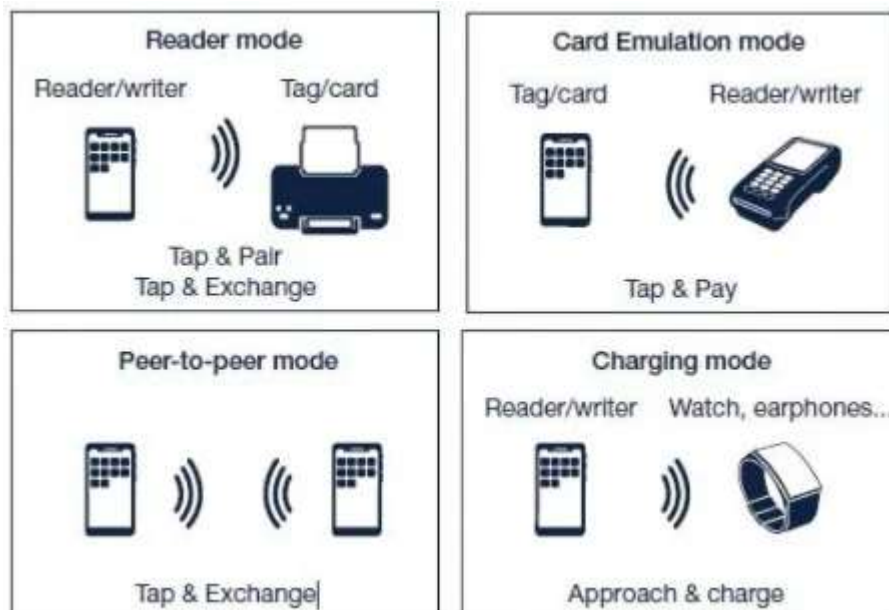 Reader mode
Reader/writer Tag/card
Tap & Pair
Tap & Exchange
Card Emulation mode
Tag/card Reader/writer
Tap & Pay
Peer-to-peer mode
Tap & Exchange
Charging mode
Reader/writer Watch, earphones...
Approach & charge